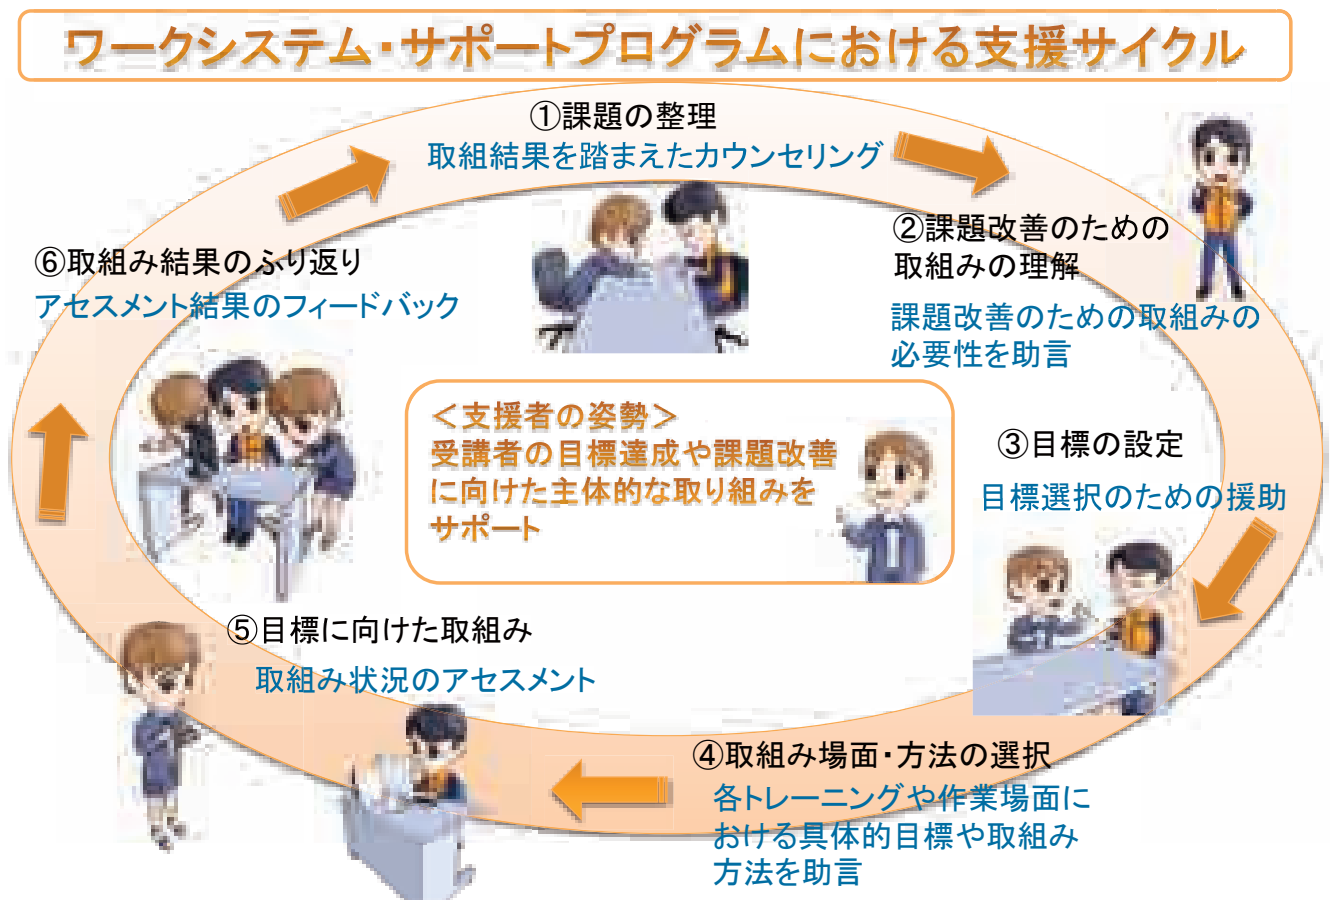 ワークシステム・サポートプログラムにおける支援サイクル
①課題の整理
取組結果を踏まえたカウンセリング
②課題改善のための
取組みの理解
課題改善のための取組みの
必要性を助言
③目標の設定
目標選択のための援助
④取組み場面・方法の選択
各トレーニングや作業場面に
おける具体的目標や取組み
方法を助言
⑤目標に向けた取組み
取組み状況のアセスメント
⑥取組み結果のふり返り
アセスメント結果のフィードバック
＜支援者の姿勢＞
受講者の目標達成や課題改善
に向けた主体的な取り組みを
サポート